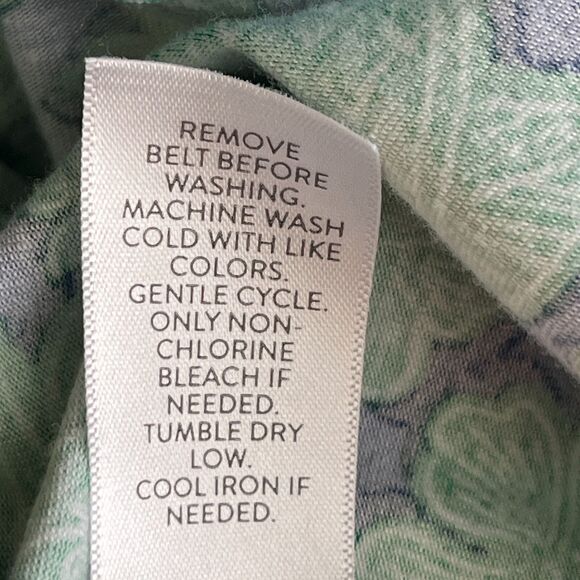 REMOVE
BELT BEFORE
WASHING.
MACHINE WASH
COLD WITH LIKE
COLORS.
GENTLE CYCLE.
ONLY NON-
CHLORINE
BLEACH IF
NEEDED.
TUMBLE DRY
LOW.
COOL IRON IF
NEEDED.